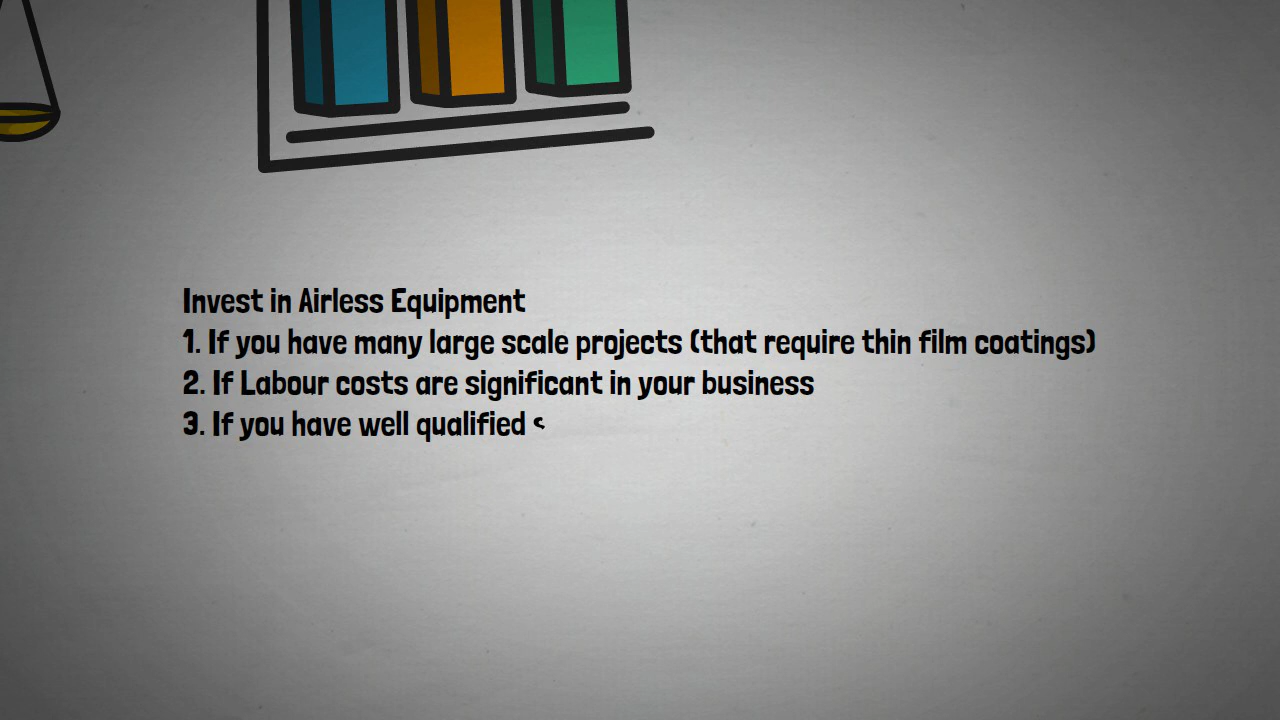 Invest in Airless Equipment
1. If you have many large scale projects (that require thin film coatings)
2. If Labour costs are significant in your business
3. If you have well qualified